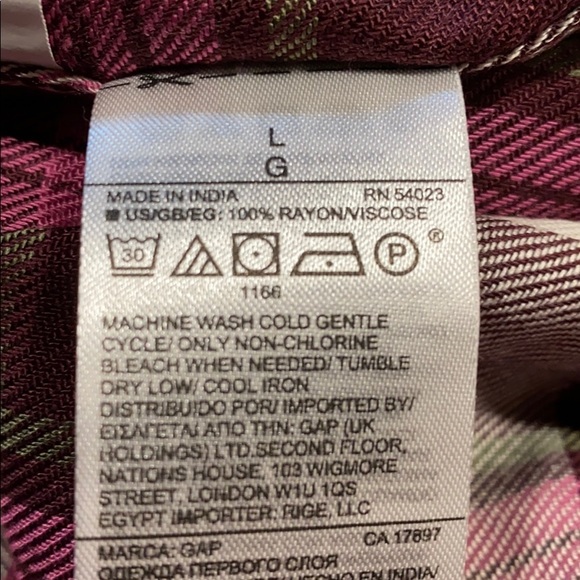 L
G
MADE IN INDIA RN 54023
US/GB/EG: 100% RAYON/VISCOSE
30 P ®
1166
MACHINE WASH COLD GENTLE
CYCLE/ ONLY NON-CHLORINE
BLEACH WHEN NEEDED/ TUMBLE
DRY LOW/ COOL IRON
DISTRIBUIDO POR/ IMPORTED BY/
ΕΙΣΑΓΕΤΑΙ ΑΠΟ ΤΗΝ: GAP (UK
HOLDINGS) LTD.SECOND FLOOR,
NATIONS HOUSE, 103 WIGMORE
STREET, LONDON W1U 1QS
EGYPT IMPORTER: RIGE, LLC
CA 17897
MARCA: GAP
ОДЕЖДА ПЕРВОГО СЛОЯ
HECHO EN INDIA/